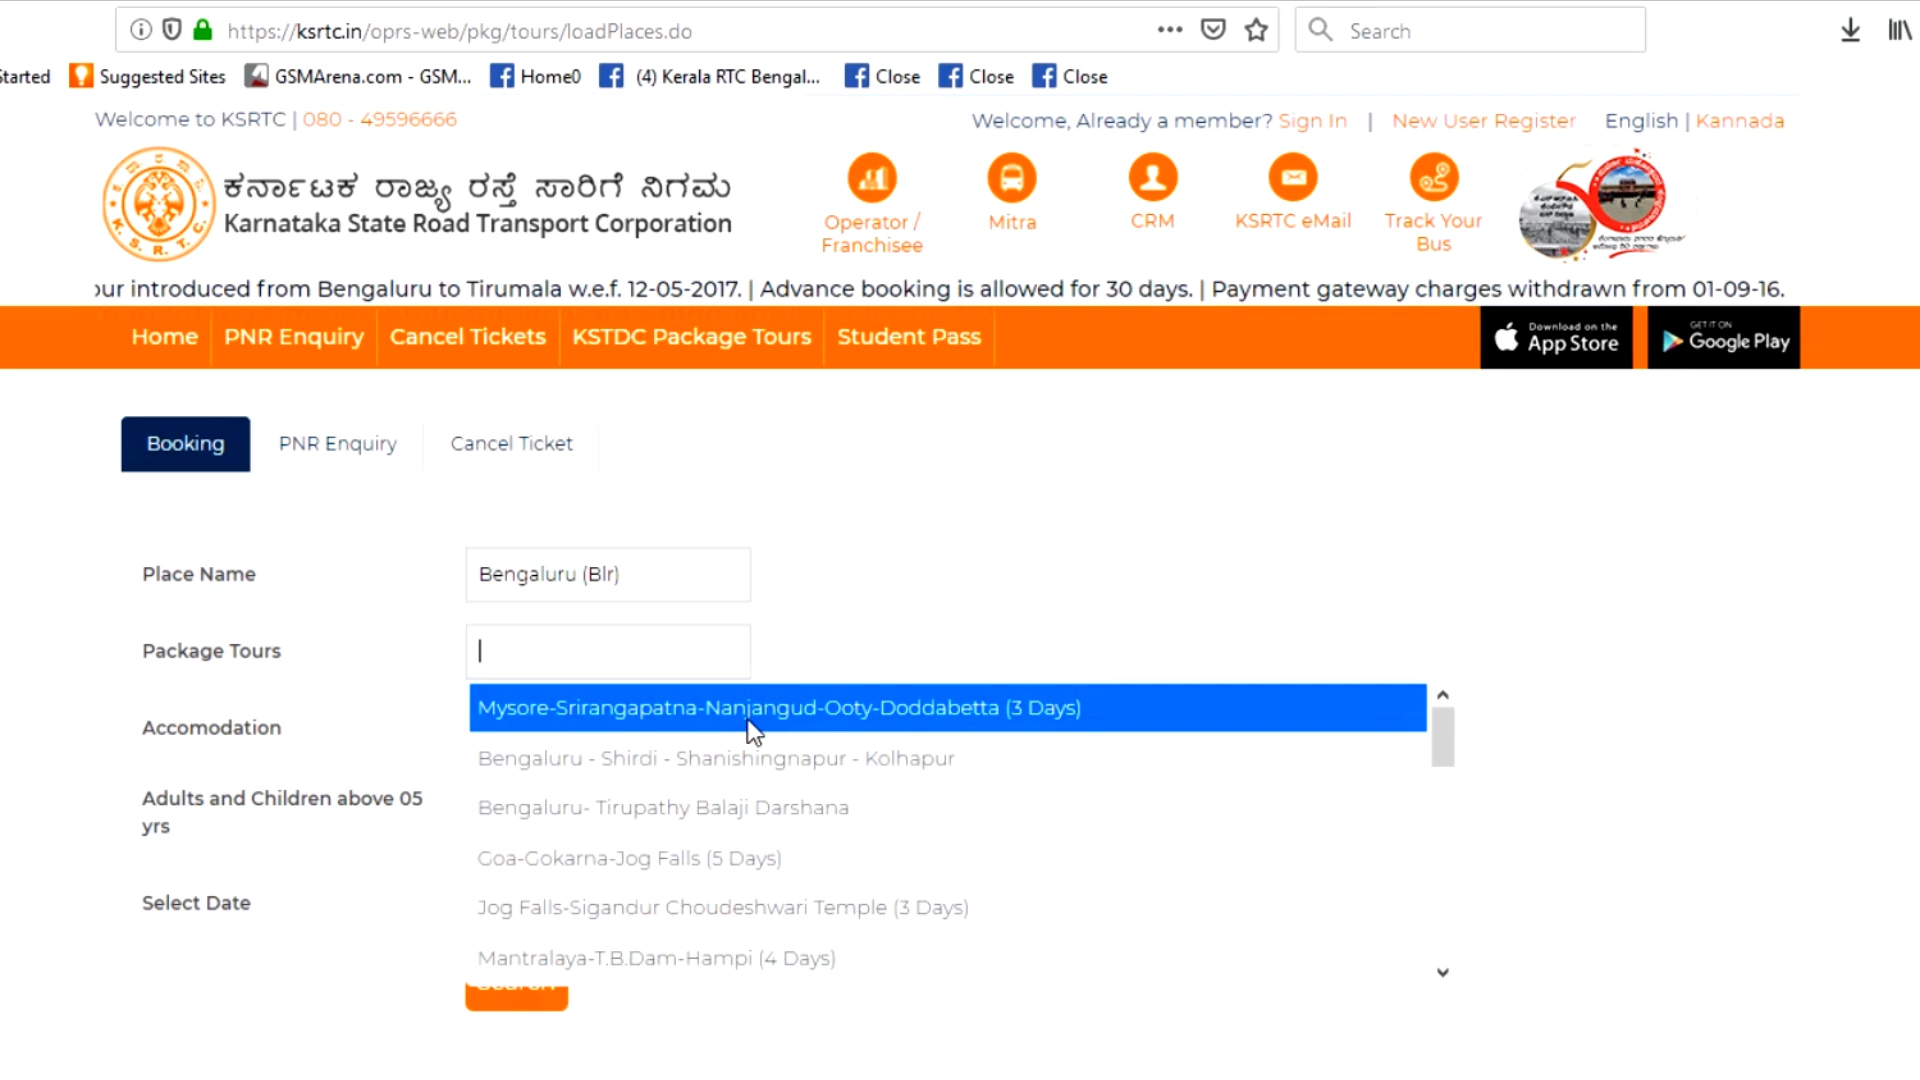 https://ksrtc.in/oprs-web/pkg/tours/loadPlaces.do
Search
Started
Suggested Sites
GSMArena.com - GSM...
Home0
(4) Kerala RTC Bengal...
Close
Close
Close
Welcome to KSRTC | 080 - 49596666
Welcome, Already a member? Sign In | New User Register English | Kannada
ಕರ್ನಾಟಕ ರಾಜ್ಯ ರಸ್ತೆ ಸಾರಿಗೆ ನಿಗಮ
Karnataka State Road Transport Corporation
K. S. R. T. C.
Operator / Franchisee
Mitra
CRM
KSRTC eMail
Track Your Bus
our introduced from Bengaluru to Tirumala w.e.f. 12-05-2017. | Advance booking is allowed for 30 days. | Payment gateway charges withdrawn from 01-09-16.
Home PNR Enquiry Cancel Tickets KSTDC Package Tours Student Pass
Download on the App Store
GET IT ON Google Play
Booking PNR Enquiry Cancel Ticket
Place Name
Bengaluru (Blr)
Package Tours
Mysore-Srirangapatna-Nanjangud-Ooty-Doddabetta (3 Days)
Accomodation
Bengaluru - Shirdi - Shanishingnapur - Kolhapur
Adults and Children above 05 yrs
Bengaluru- Tirupathy Balaji Darshana
Goa-Gokarna-Jog Falls (5 Days)
Select Date
Jog Falls-Sigandur Choudeshwari Temple (3 Days)
Mantralaya-T.B.Dam-Hampi (4 Days)
Search